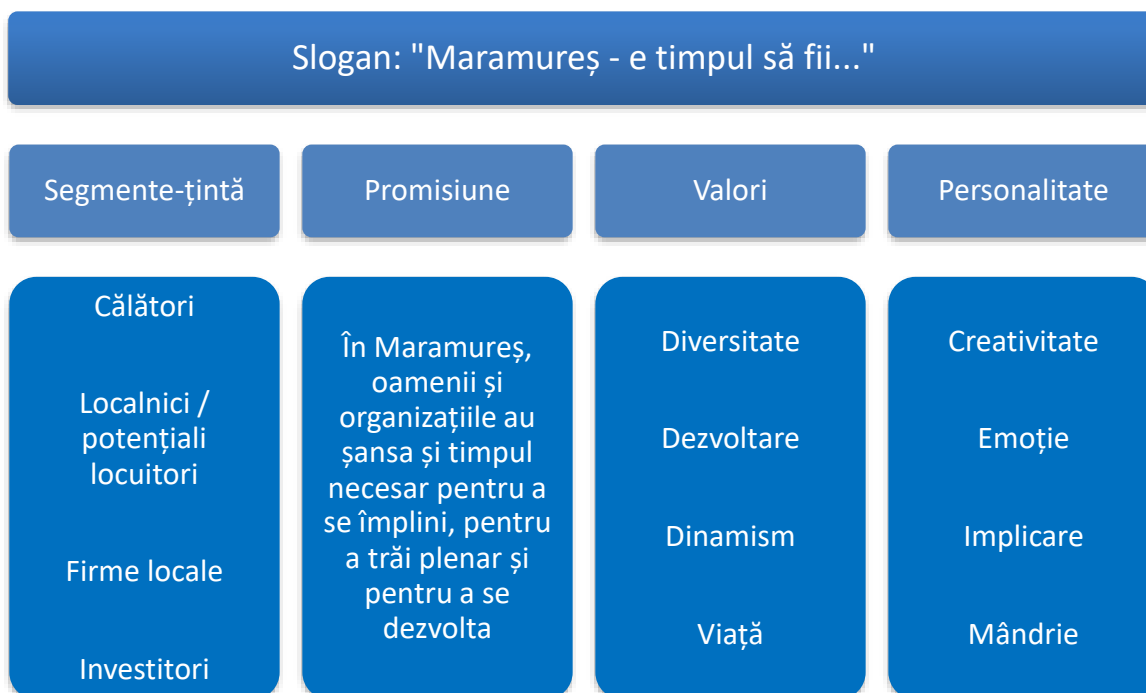 Slogan: "Maramureș - e timpul să fii..."
Segmente-țintă
Promisiune
Valori
Personalitate
Călători
Localnici /
potențiali
locuitori
Firme locale
Investitori
În Maramureș,
oamenii și
organizațiile au
șansa și timpul
necesar pentru a
se împlini, pentru
a trăi plenar și
pentru a se
dezvolta
Diversitate
Dezvoltare
Dinamism
Viață
Creativitate
Emoție
Implicare
Mândrie